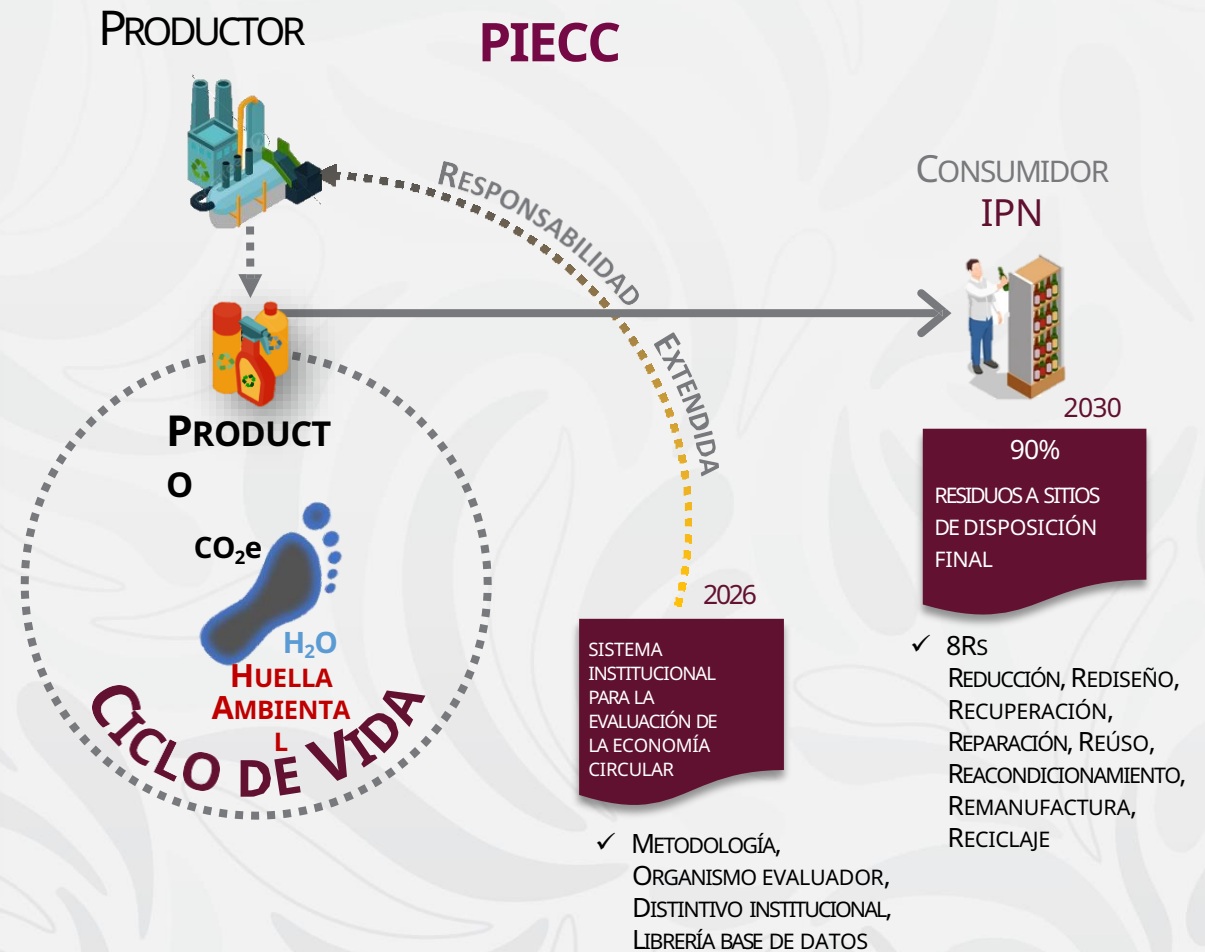 PRODUCTOR
PIECC
RESPONSABILIDAD
EXTENDIDA
CONSUMIDOR
IPN
PRODUCT
O
CO₂e
H₂O
HUELLA
AMBIENTA
L
CICLO DE VIDA
2026
SISTEMA
INSTITUCIONAL
PARA LA
EVALUACIÓN DE
LA ECONOMÍA
CIRCULAR
✓ METODOLOGÍA,
ORGANISMO EVALUADOR,
DISTINTIVO INSTITUCIONAL,
LIBRERÍA BASE DE DATOS
2030
90%
RESIDUOS A SITIOS
DE DISPOSICIÓN
FINAL
✓ 8RS
REDUCCIÓN, REDISEÑO,
RECUPERACIÓN,
REPARACIÓN, REÚSO,
REACONDICIONAMIENTO,
REMANUFACTURA,
RECICLAJE